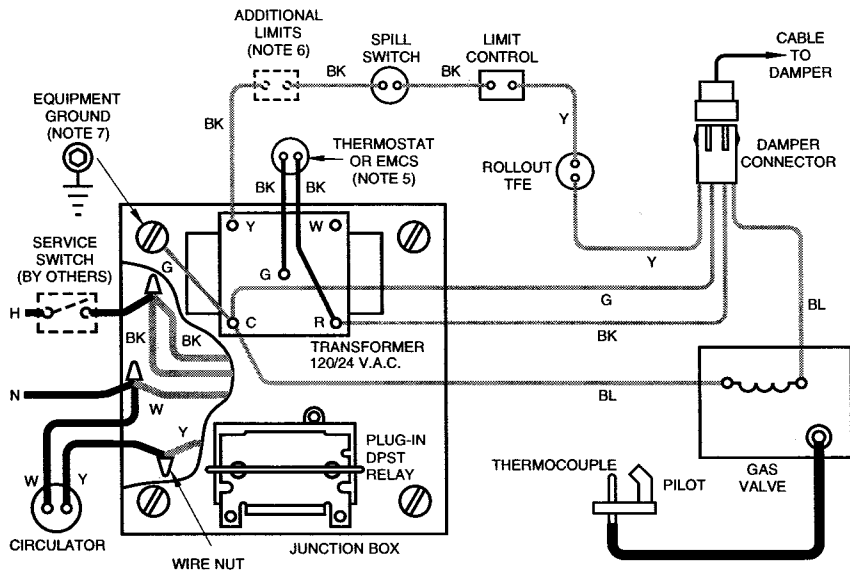 ADDITIONAL
LIMITS
(NOTE 6)
SPILL
SWITCH
LIMIT
CONTROL
CABLE
TO
DAMPER
BK
BK
EQUIPMENT
GROUND
(NOTE 7)
BK
Y
THERMOSTAT
OR EMCS
(NOTE 5)
DAMPER
CONNECTOR
ROLLOUT
TFE
BK
BK
SERVICE
SWITCH
(BY OTHERS)
Y
W
G
G
Y
G
BL
H
C
R
BK
BK
BK
TRANSFORMER
120/24 V.A.C.
N
W
BL
Y
PLUG-IN
DPST
RELAY
THERMOCOUPLE
PILOT
GAS
VALVE
W
Y
CIRCULATOR
WIRE NUT
JUNCTION BOX